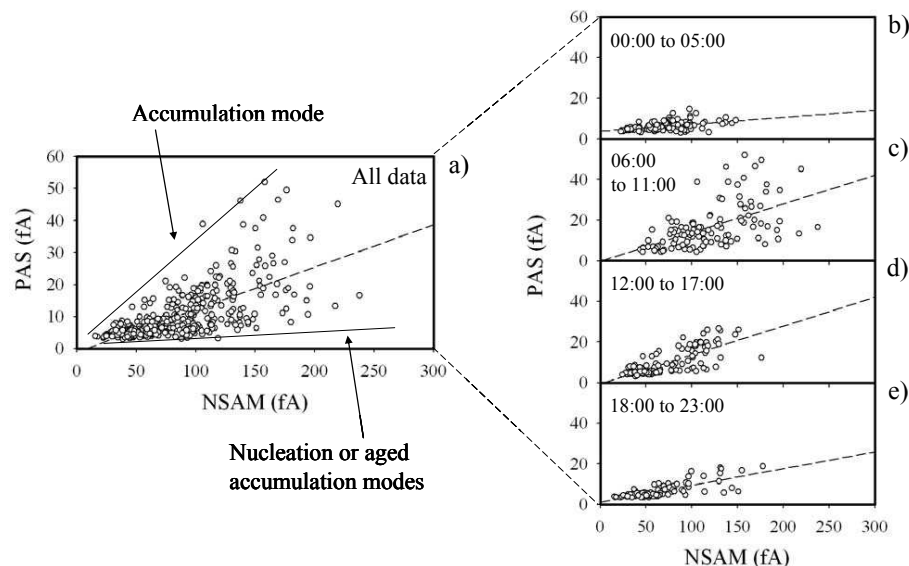 Accumulation mode
60
50
40
30
20
10
0
PAS (fA)
All data
a)
0
50
100
150
200
250
300
NSAM (fA)
Nucleation or aged
accumulation modes
PAS (fA)
b)
60
40
20
0
00:00 to 05:00
c)
40
20
0
06:00
to 11:00
d)
40
20
0
12:00 to 17:00
e)
40
20
0
18:00 to 23:00
0
50
100
150
200
250
300
NSAM (fA)